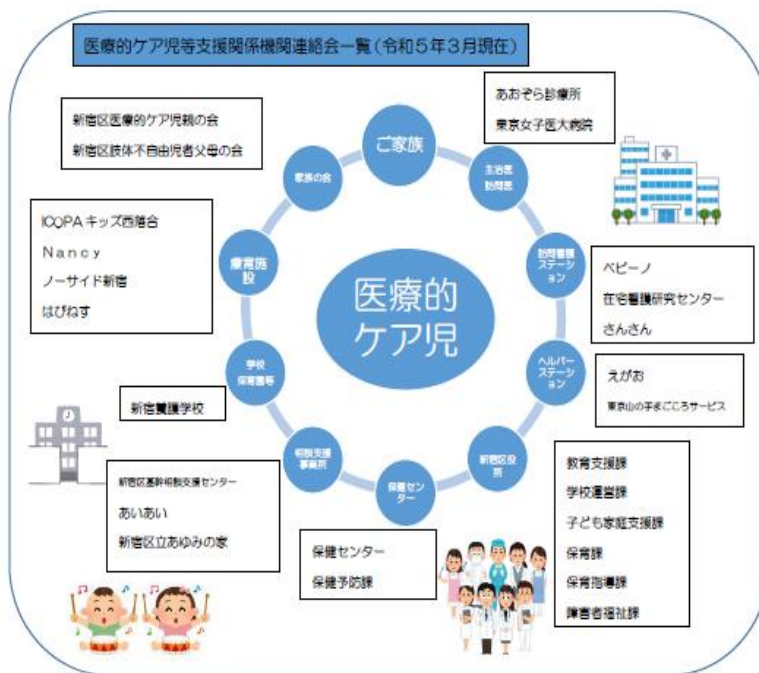 医療的ケア児等支援関係機関連絡会一覧(令和5年3月現在)
あおぞら診療所
東京女子医大病院
新宿区医療的ケア児親の会
新宿区肢体不自由児者父母の会
ご家族
家族の会
主治医
訪問医
ICOPAキッズ西落合
Nancy
ノーサイド新宿
はぴねす
療育施
設
訪問看護
ステーション
ベビーノ
在宅看護研究センター
さんさん
医療的
ケア児
学校
保育園等
ヘルパー
ステーション
えがお
東京山の手まごころサービス
新宿養護学校
相談支援
事業所
保健セン
ター
新宿区役
所
新宿区基幹相談支援センター
あいあい
新宿区立あゆみの家
保健センター
保健予防課
教育支援課
学校運営課
子ども家庭支援課
保育課
保育指導課
障害者福祉課